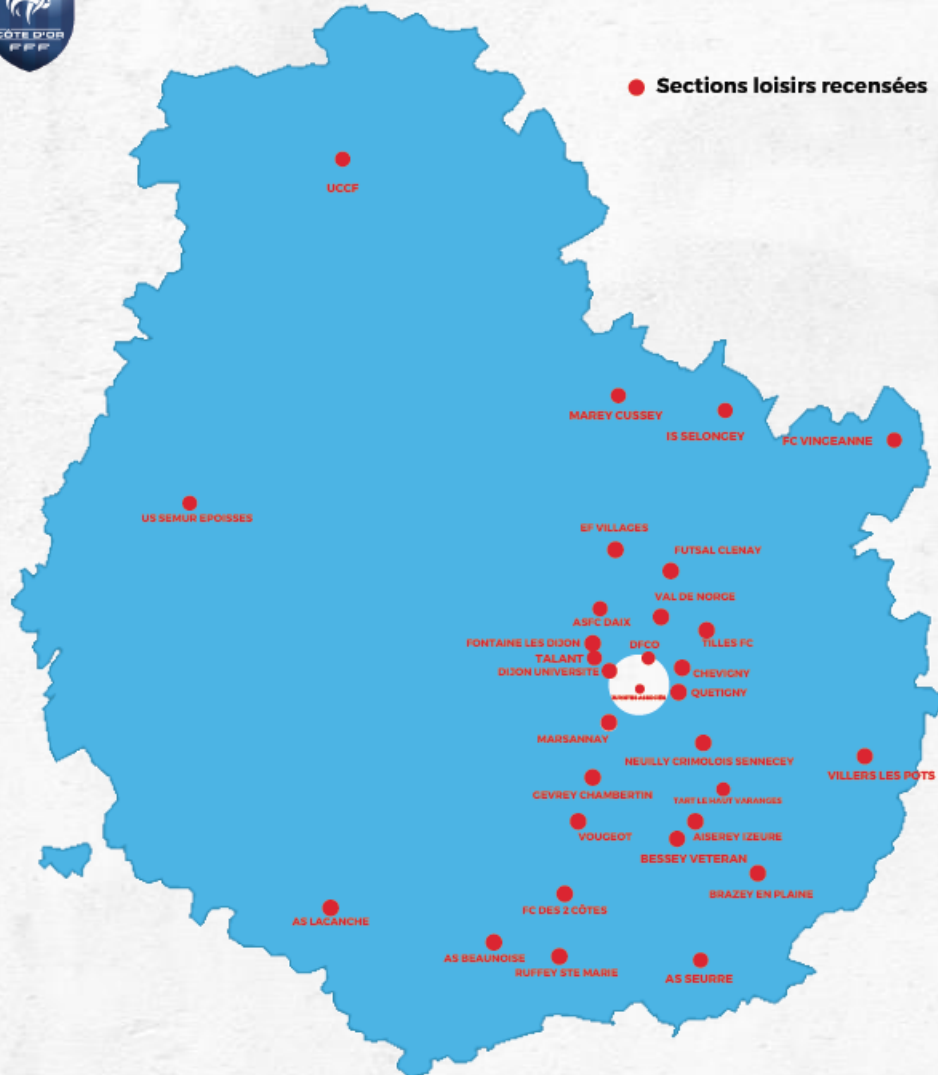 CÔTE D'OR
FFF
Sections loisirs recensées
UCCF
MAREY CUSSEY
IS SELONGEY
FC VINGEANNE
US SEMUR EPOISSES
EF VILLAGES
FUTSAL CLENAY
VAL DE NORGE
ASFC DAIX
TILLES FC
FONTAINE LES DIJON
DFCO
TALANT
DIJON UNIVERSITE
CHEVIGNY
QUETIGNY
MARSANNAY
NEUILLY CRIMOLOIS SENNECEY
VILLERS LES POTS
GEVREY CHAMBERTIN
TART LE HAUT VARANGES
VOUGEOT
AISEREY IZEURE
BESSEY VETERAN
BRAZEY EN PLAINE
FC DES 2 CÔTES
AS LACANCHE
AS BEAUNOISE
RUFFEY STE MARIE
AS SEURRE